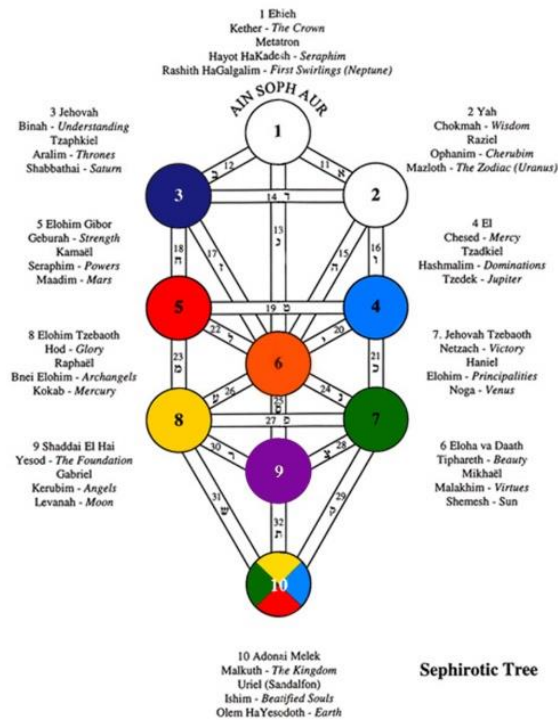 1 Ehieh
Kether - The Crown
Metatron
Hayot HaKadesh - Seraphim
Rashith HaGalgalim - First Swirlings (Neptune)
AIN SOPH AUR
1
3 Jehovah
Binah - Understanding
Tzaphkiel
Aralim - Thrones
Shabbathai - Saturn
2 Yah
Chokmah - Wisdom
Raziel
Ophanim - Cherubim
Mazloth - The Zodiac (Uranus)
12 ב
11 א
3
14 ד
2
13 ג
5 Elohim Gibor
Geburah - Strength
Kamaël
Seraphim - Powers
Maadim - Mars
4 El
Chesed - Mercy
Tzadkiel
Hashmalim - Dominations
Tzedek - Jupiter
18 ח
17 ז
15 ה
16 ו
5
19 ט
4
22 ל
20 י
6
8 Elohim Tzebaoth
Hod - Glory
Raphaël
Bnei Elohim - Archangels
Kokab - Mercury
7. Jehovah Tzebaoth
Netzach - Victory
Haniel
Elohim - Principalities
Noga - Venus
23 מ
26 ע
25 ס
24 נ
21 כ
8
27 פ
7
9 Shaddai El Hai
Yesod - The Foundation
Gabriel
Kerubim - Angels
Levanah - Moon
6 Eloha va Daath
Tiphareth - Beauty
Mikhaël
Malakhim - Virtues
Shemesh - Sun
30 ר
28 צ
9
31 ש
32 ת
29 ק
10
10 Adonai Melek
Malkuth - The Kingdom
Uriel (Sandalfon)
Ishim - Beatified Souls
Olem HaYesodoth - Earth
Sephirotic Tree